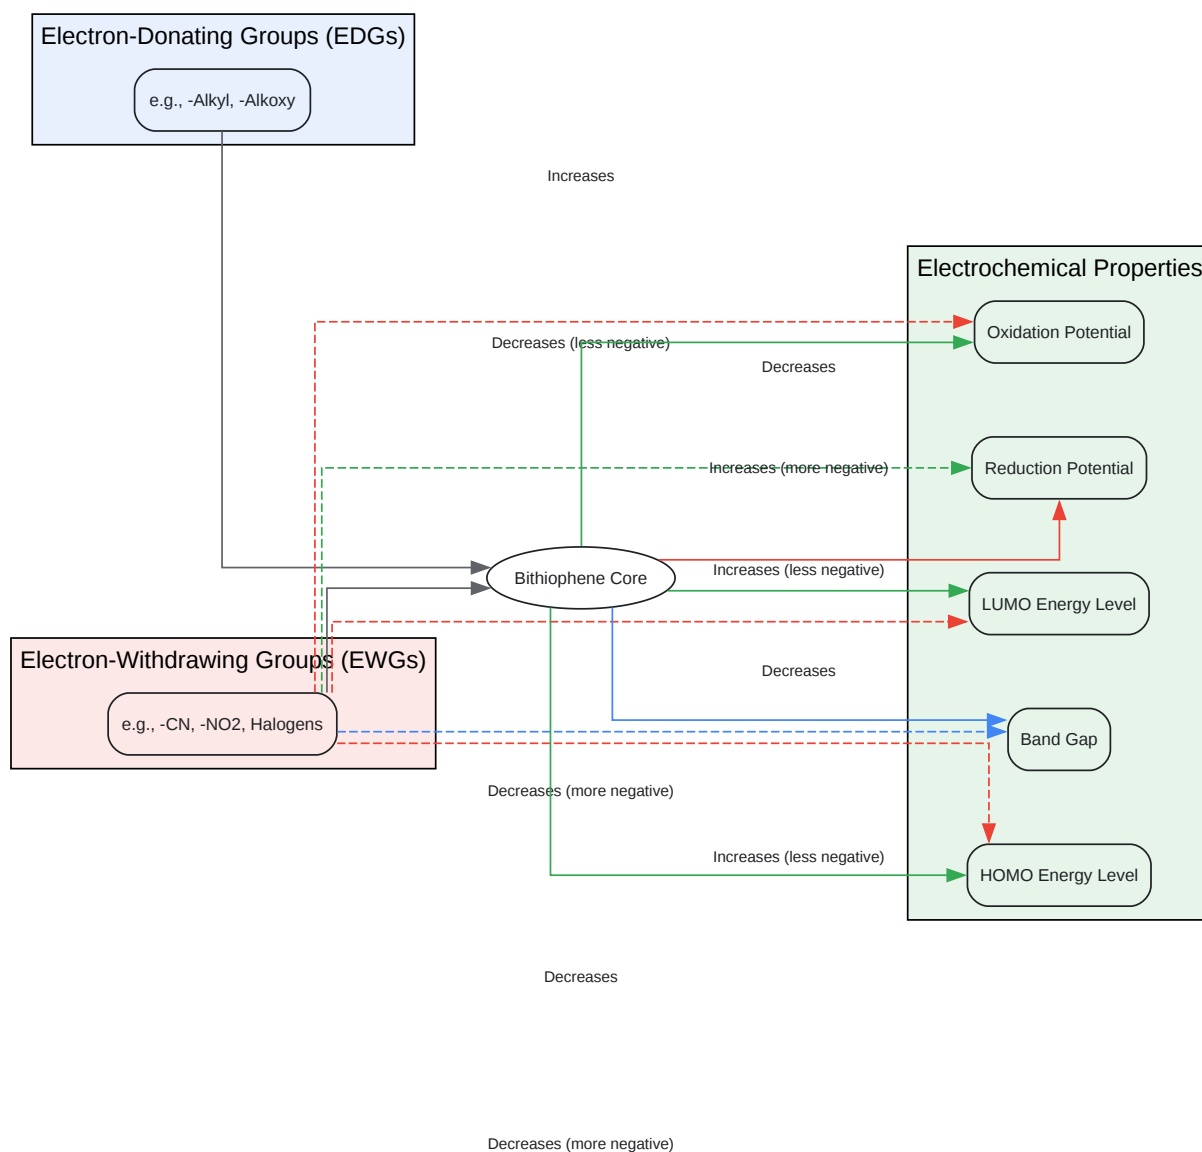 Electron-Donating Groups (EDGs)
e.g., -Alkyl, -Alkoxy
Increases
Electrochemical Properties
Oxidation Potential
Decreases (less negative)
Decreases
Increases (more negative)
Reduction Potential
Increases (less negative)
Bithiophene Core
LUMO Energy Level
Electron-Withdrawing Groups (EWGs)
Decreases
e.g., -CN, -NO2, Halogens
Band Gap
Decreases (more negative)
Increases (less negative)
HOMO Energy Level
Decreases
Decreases (more negative)